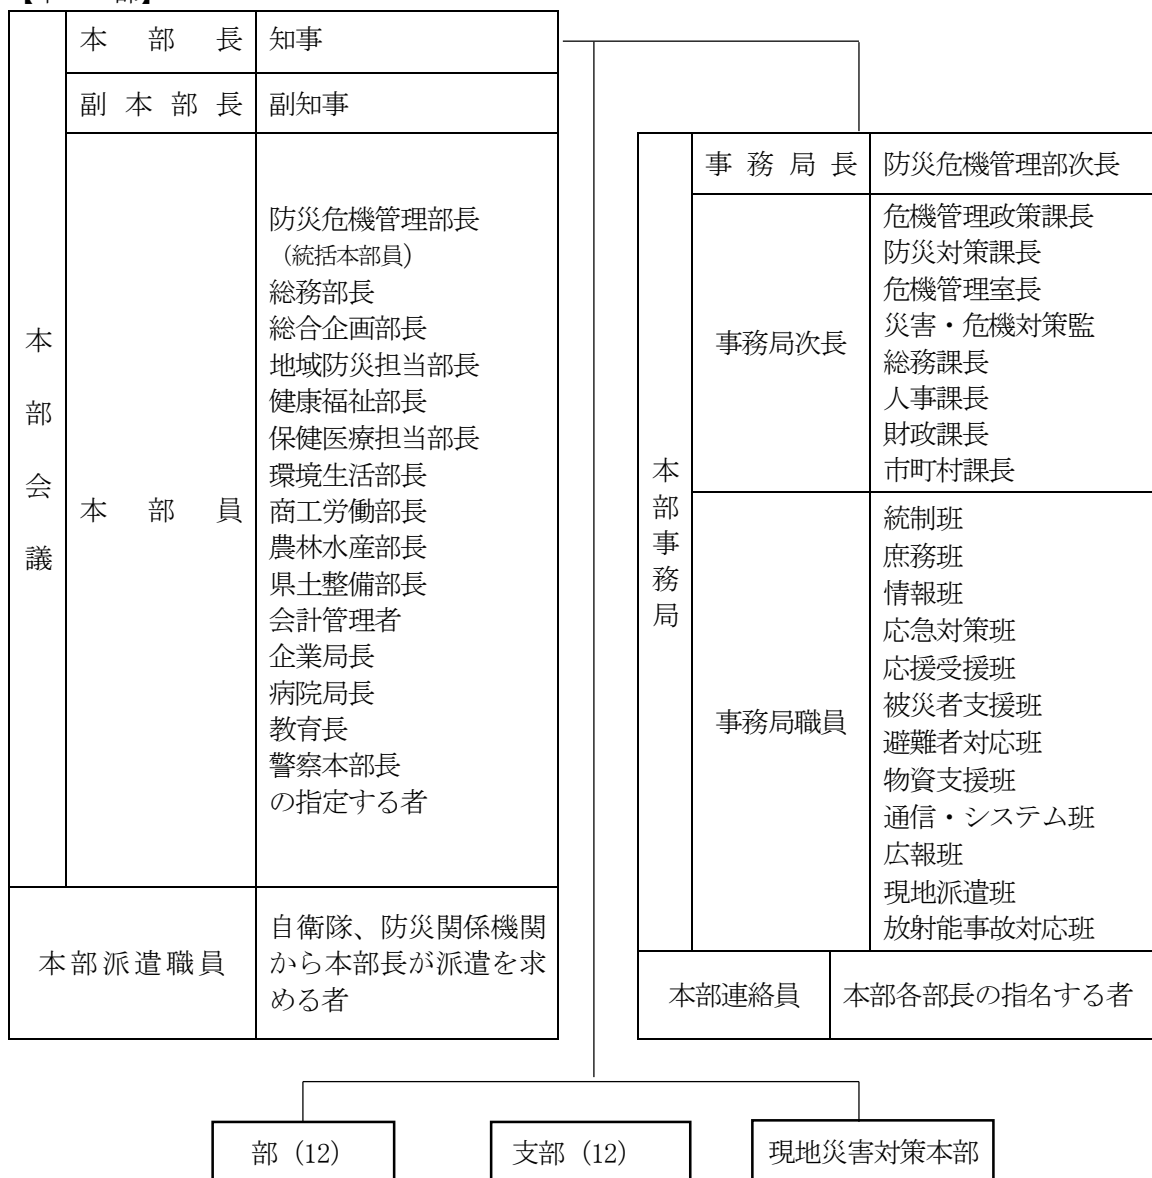 本部会議
本部長 知事
副本部長 副知事
本部員
防災危機管理部長
（統括本部員）
総務部長
総合企画部長
地域防災担当部長
健康福祉部長
保健医療担当部長
環境生活部長
商工労働部長
農林水産部長
県土整備部長
会計管理者
企業局長
病院局長
教育長
警察本部長
の指定する者
本部派遣職員
自衛隊、防災関係機関
から本部長が派遣を求
める者
本部事務局
事務局長 防災危機管理部次長
事務局次長
危機管理政策課長
防災対策課長
危機管理室長
災害・危機対策監
総務課長
人事課長
財政課長
市町村課長
事務局職員
統制班
庶務班
情報班
応急対策班
応援受援班
被災者支援班
避難者対応班
物資支援班
通信・システム班
広報班
現地派遣班
放射能事故対応班
本部連絡員 本部各部長の指名する者
部（12）
支部（12）
現地災害対策本部